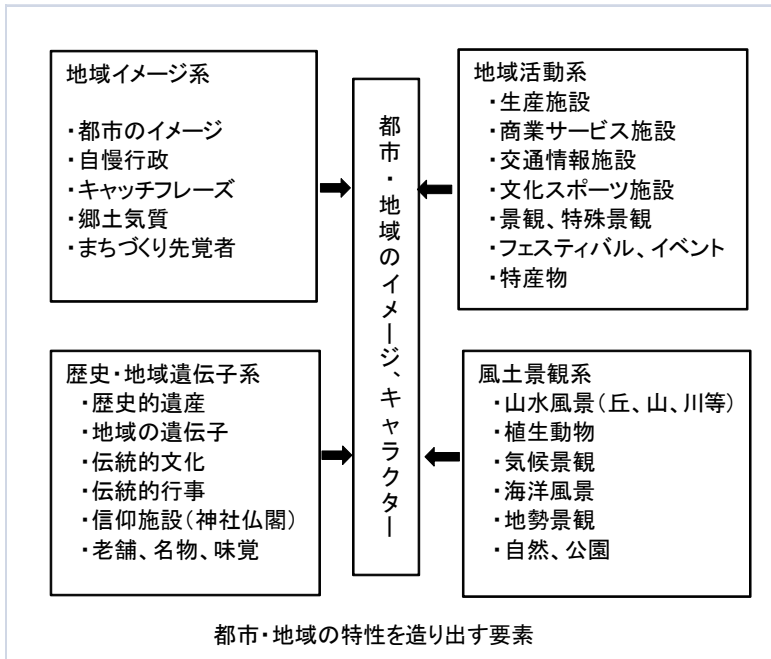 地域イメージ系
・都市のイメージ
・自慢行政
・キャッチフレーズ
・郷土気質
・まちづくり先覚者
都市・地域のイメージ、キャラクター
地域活動系
・生産施設
・商業サービス施設
・交通情報施設
・文化スポーツ施設
・景観、特殊景観
・フェスティバル、イベント
・特産物
歴史・地域遺伝子系
・歴史的遺産
・地域の遺伝子
・伝統的文化
・伝統的行事
・信仰施設(神社仏閣)
・老舗、名物、味覚
風土景観系
・山水風景(丘、山、川等)
・植生動物
・気候景観
・海洋風景
・地勢景観
・自然、公園
都市・地域の特性を造り出す要素